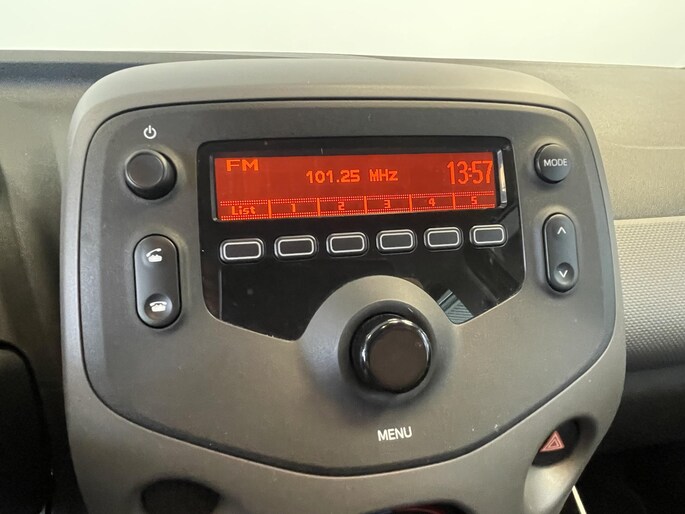 FM
101.25 MHz
13:57
MODE
List 1 2 3 4 5
MENU